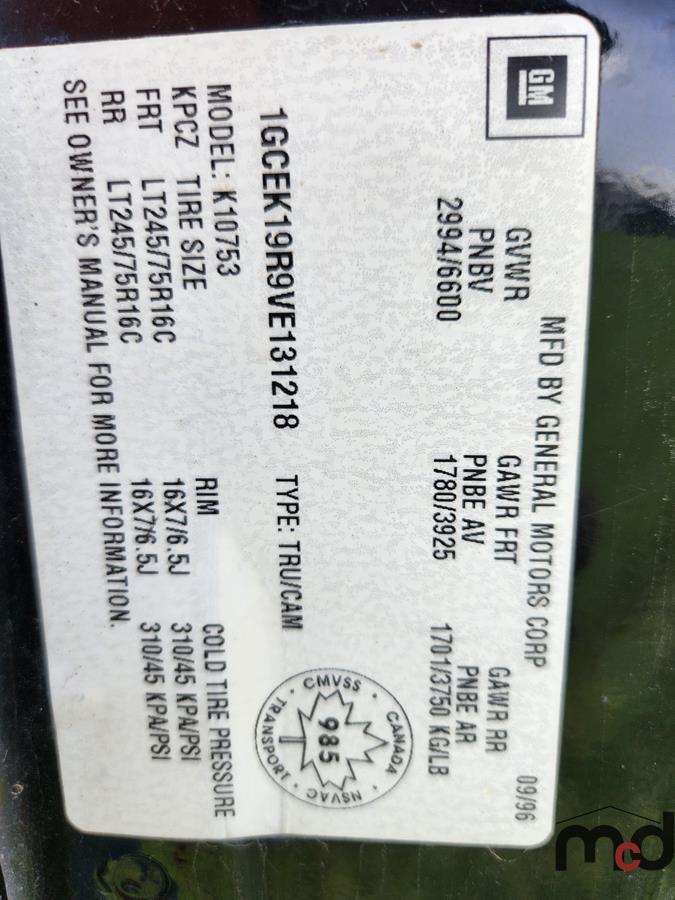 GM
MFD BY GENERAL MOTORS CORP 09/96
GVWR GAWR FRT GAWR RR
PNBV PNBE AV PNBE AR
2994/6600 1780/3925 1701/3750 KG/LB
CANADA
CMVSS
985
NSVAC
TRANSPORT
1GCEK19R9VE131218 TYPE: TRU/CAM
MODEL: K10753
KPCZ TIRE SIZE RIM COLD TIRE PRESSURE
FRT LT245/75R16C 16X7/6.5J 310/45 KPA/PSI
RR LT245/75R16C 16X7/6.5J 310/45 KPA/PSI
SEE OWNER'S MANUAL FOR MORE INFORMATION.
mcd